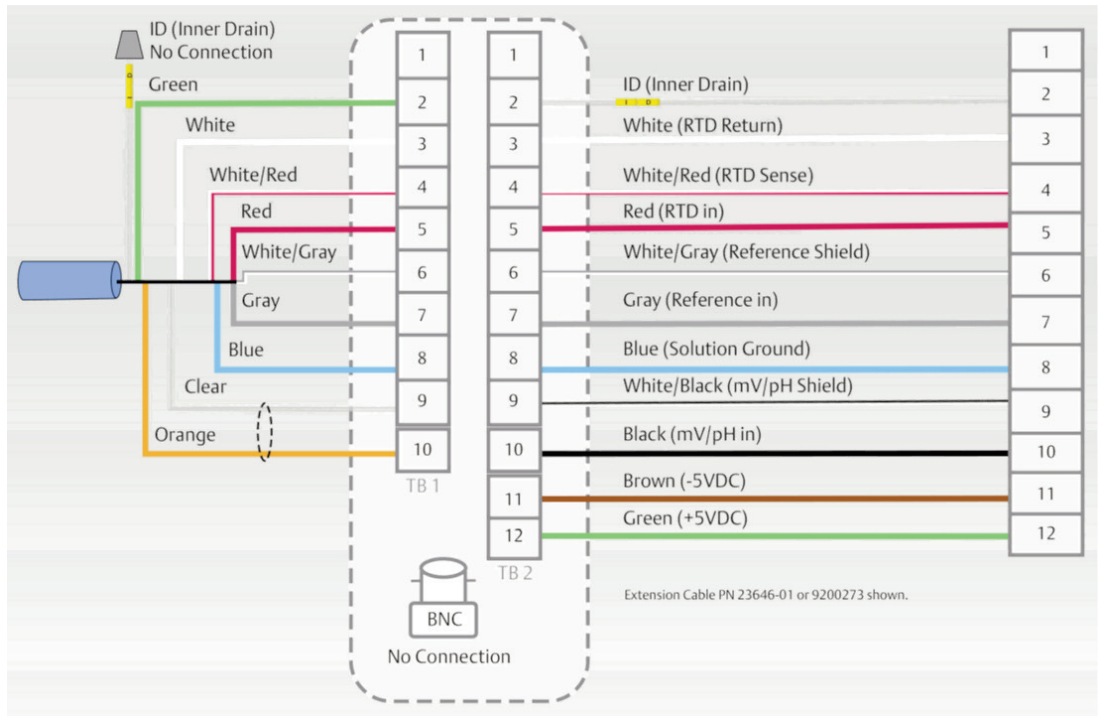 ID (Inner Drain)
No Connection
Green
White
White/Red
Red
White/Gray
Gray
Blue
Clear
Orange
1
2
3
4
5
6
7
8
9
10
TB 1
1
2
3
4
5
6
7
8
9
10
11
12
TB 2
BNC
No Connection
ID (Inner Drain)
I D
White (RTD Return)
White/Red (RTD Sense)
Red (RTD in)
White/Gray (Reference Shield)
Gray (Reference in)
Blue (Solution Ground)
White/Black (mV/pH Shield)
Black (mV/pH in)
Brown (-5VDC)
Green (+5VDC)
1
2
3
4
5
6
7
8
9
10
11
12
Extension Cable PN 23646-01 or 9200273 shown.